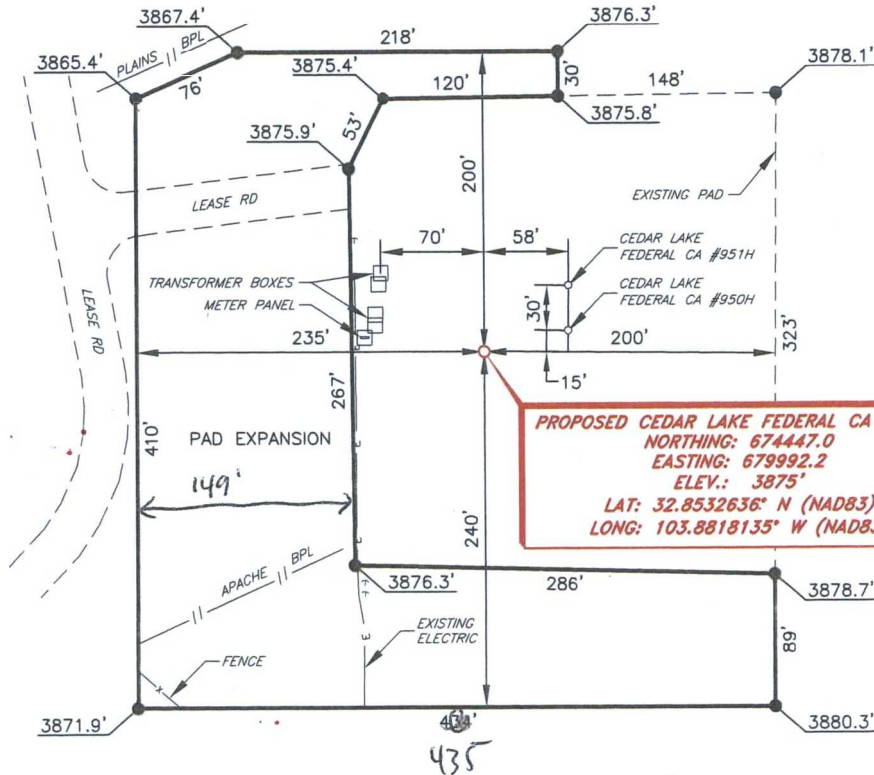 3867.4'
3876.3'
PLAINS BPL
218'
3865.4'
3875.4'
30'
3878.1'
76'
120'
148'
3875.8'
53'
3875.9'
200'
EXISTING PAD
LEASE RD
70'
58'
CEDAR LAKE
FEDERAL CA #951H
TRANSFORMER BOXES
METER PANEL
30'
CEDAR LAKE
FEDERAL CA #950H
LEASE RD
235'
200'
323'
15'
267'
410'
PAD EXPANSION
149'
PROPOSED CEDAR LAKE FEDERAL CA
NORTHING: 674447.0
EASTING: 679992.2
ELEV.: 3875'
LAT: 32.8532636° N (NAD83)
LONG: 103.8818135° W (NAD83
240'
APACHE BPL
3876.3'
286'
3878.7'
EXISTING
ELECTRIC
89'
FENCE
x
3871.9'
3880.3'
435